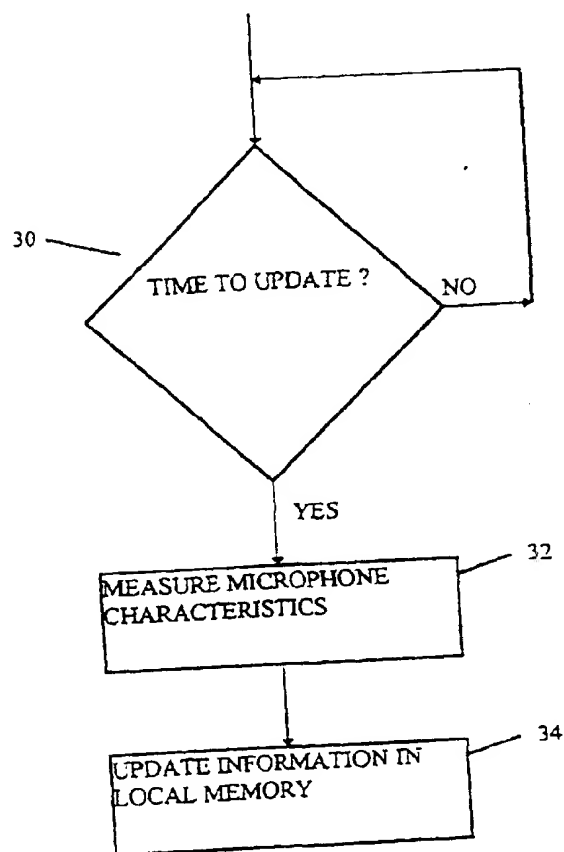 30
TIME TO UPDATE ?
NO
YES
32
MEASURE MICROPHONE
CHARACTERISTICS
34
UPDATE INFORMATION IN
LOCAL MEMORY